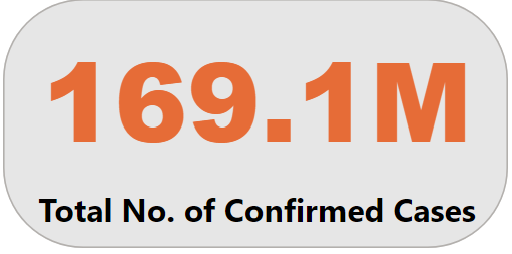 169.1M
Total No. of Confirmed Cases